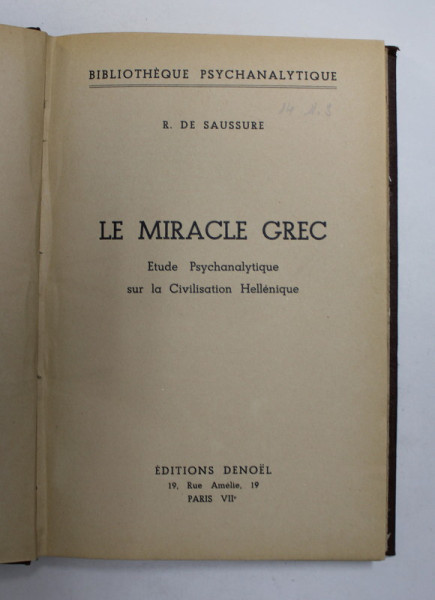 BIBLIOTHÈQUE PSYCHANALYTIQUE
R. DE SAUSSURE
LE MIRACLE GREC
Etude Psychanalytique
sur la Civilisation Hellénique
ÉDITIONS DENOËL
19, Rue Amélie, 19
PARIS VIIᵉ